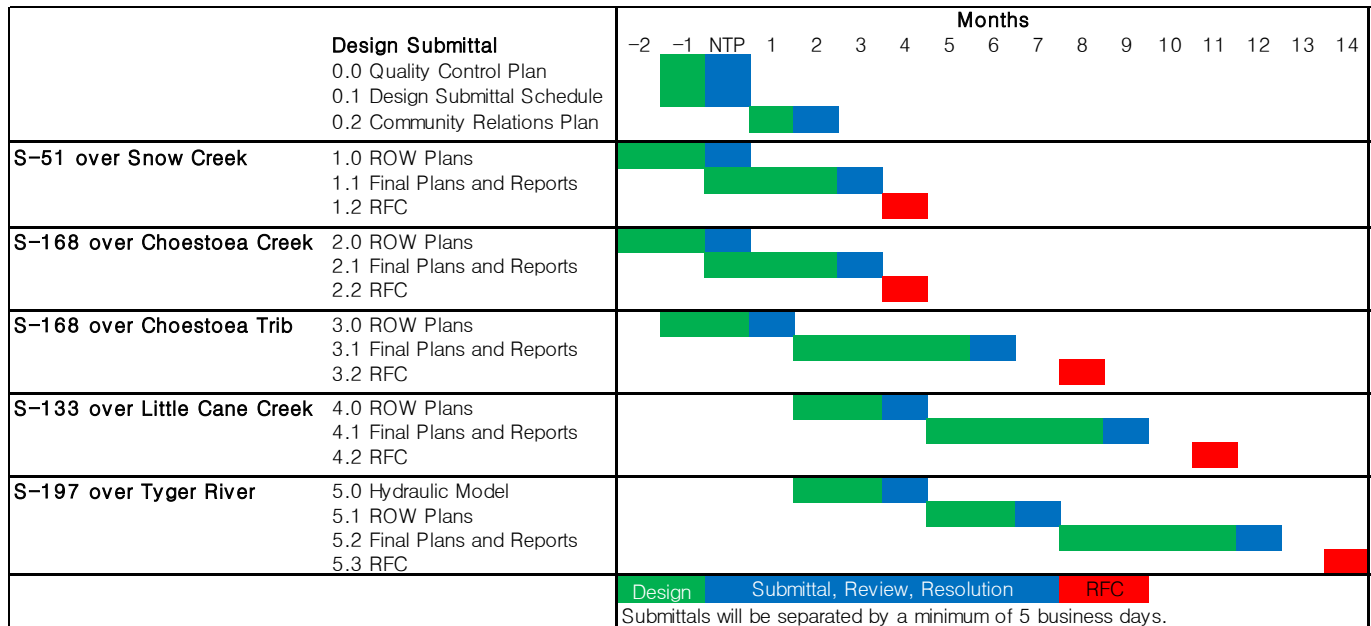 Months
Design Submittal -2 -1 NTP 1 2 3 4 5 6 7 8 9 10 11 12 13 14
0.0 Quality Control Plan
0.1 Design Submittal Schedule
0.2 Community Relations Plan
S-51 over Snow Creek 1.0 ROW Plans
1.1 Final Plans and Reports
1.2 RFC
S-168 over Choestoea Creek 2.0 ROW Plans
2.1 Final Plans and Reports
2.2 RFC
S-168 over Choestoea Trib 3.0 ROW Plans
3.1 Final Plans and Reports
3.2 RFC
S-133 over Little Cane Creek 4.0 ROW Plans
4.1 Final Plans and Reports
4.2 RFC
S-197 over Tyger River 5.0 Hydraulic Model
5.1 ROW Plans
5.2 Final Plans and Reports
5.3 RFC
Design Submittal, Review, Resolution RFC
Submittals will be separated by a minimum of 5 business days.